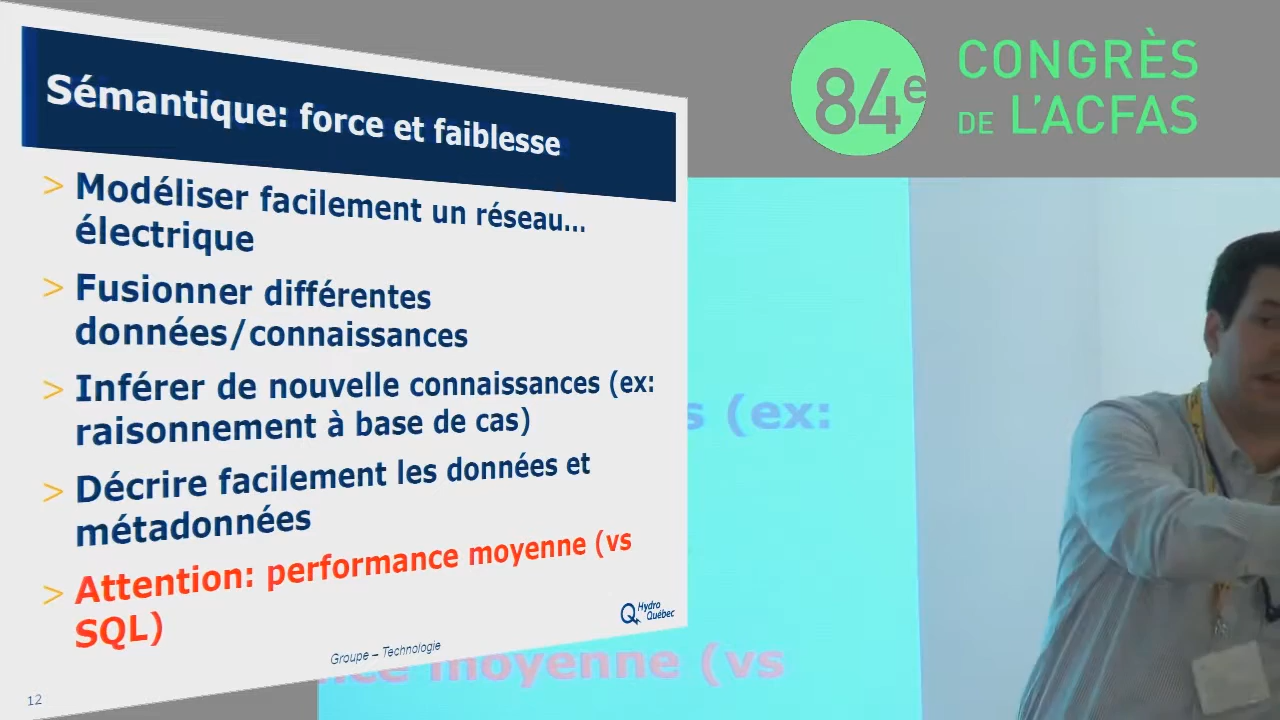 Sémantique: force et faiblesse
> Modéliser facilement un réseau...
électrique
> Fusionner différentes
données/connaissances
> Inférer de nouvelle connaissances (ex:
raisonnement à base de cas)
> Décrire facilement les données et
métadonnées
> Attention: performance moyenne (vs
SQL)
Hydro
Québec
Groupe – Technologie
12
84e
CONGRÈS
DE L'ACFAS
s (ex:
nce moyenne (vs